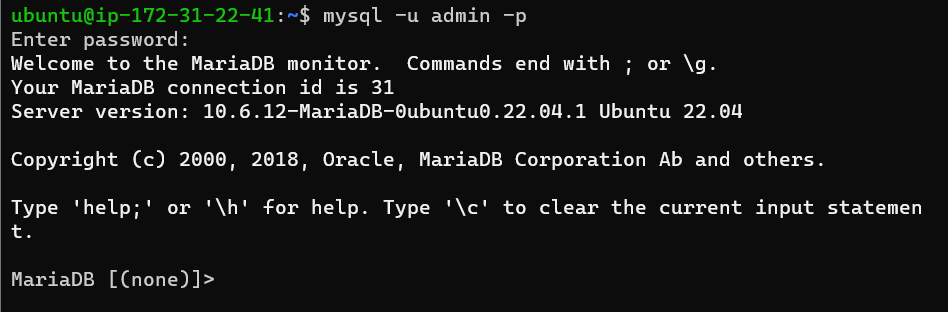 ubuntu@ip-172-31-22-41:~$ mysql -u admin -p
Enter password:
Welcome to the MariaDB monitor.  Commands end with ; or \g.
Your MariaDB connection id is 31
Server version: 10.6.12-MariaDB-0ubuntu0.22.04.1 Ubuntu 22.04
Copyright (c) 2000, 2018, Oracle, MariaDB Corporation Ab and others.
Type 'help;' or '\h' for help. Type '\c' to clear the current input statemen
t.
MariaDB [(none)]>